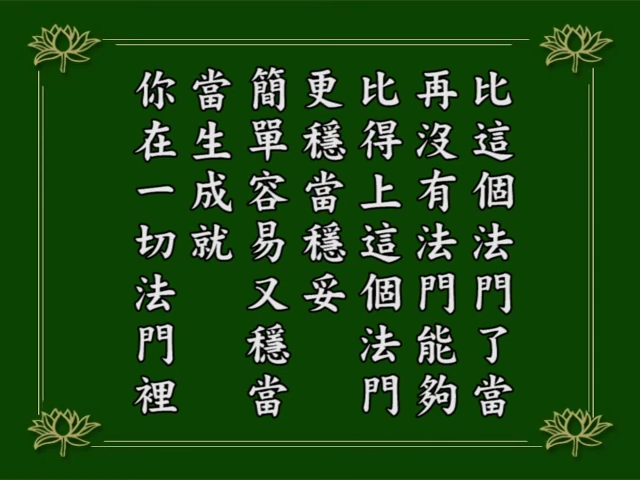 比這個法門了當
再沒有法門能夠
比得上這個法門
更穩當穩妥
簡單容易又穩當
當生成就
你在一切法門裡